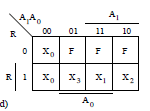 A₁A₀ A₁
R 00 01 11 10
0 X₀ F F F
R 1 X₀ X₃ X₁ X₂
d) A₀